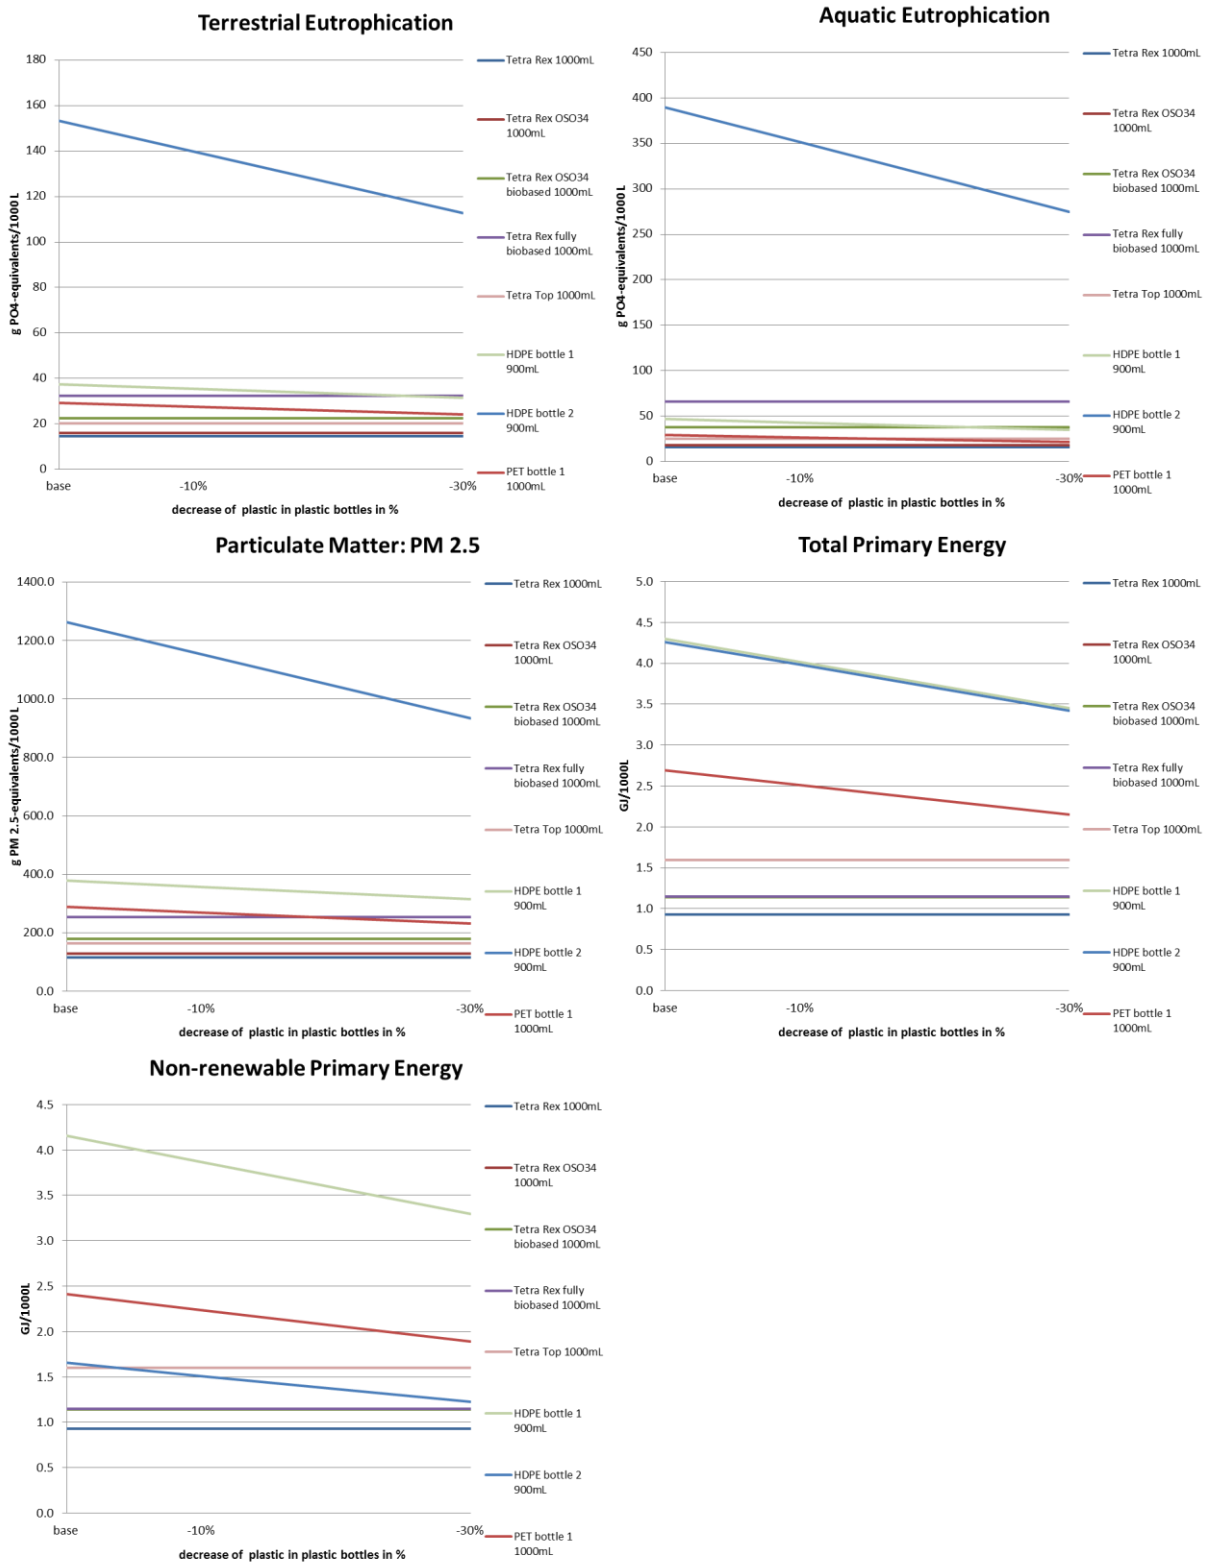 Terrestrial Eutrophication
180
160
140
120
100
80
60
40
20
0
g PO4-equivalents/1000 L
base
-10%
-30%
decrease of plastic in plastic bottles in %
Tetra Rex 1000mL
Tetra Rex OSO34
1000mL
Tetra Rex OSO34
biobased 1000mL
Tetra Rex fully
biobased 1000mL
Tetra Top 1000mL
HDPE bottle 1
900mL
HDPE bottle 2
900mL
PET bottle 1
1000mL
Aquatic Eutrophication
450
400
350
300
250
200
150
100
50
0
g PO4-equivalents/1000 L
base
-10%
-30%
decrease of plastic in plastic bottles in %
Tetra Rex 1000mL
Tetra Rex OSO34
1000mL
Tetra Rex OSO34
biobased 1000mL
Tetra Rex fully
biobased 1000mL
Tetra Top 1000mL
HDPE bottle 1
900mL
HDPE bottle 2
900mL
PET bottle 1
1000mL
Particulate Matter: PM 2.5
1400.0
1200.0
1000.0
800.0
600.0
400.0
200.0
0.0
g PM 2.5-equivalents/1000 L
base
-10%
-30%
decrease of plastic in plastic bottles in %
Tetra Rex 1000mL
Tetra Rex OSO34
1000mL
Tetra Rex OSO34
biobased 1000mL
Tetra Rex fully
biobased 1000mL
Tetra Top 1000mL
HDPE bottle 1
900mL
HDPE bottle 2
900mL
PET bottle 1
1000mL
Total Primary Energy
5.0
4.5
4.0
3.5
3.0
2.5
2.0
1.5
1.0
0.5
0.0
GJ/1000L
base
-10%
-30%
decrease of plastic in plastic bottles in %
Tetra Rex 1000mL
Tetra Rex OSO34
1000mL
Tetra Rex OSO34
biobased 1000mL
Tetra Rex fully
biobased 1000mL
Tetra Top 1000mL
HDPE bottle 1
900mL
HDPE bottle 2
900mL
PET bottle 1
1000mL
Non-renewable Primary Energy
4.5
4.0
3.5
3.0
2.5
2.0
1.5
1.0
0.5
0.0
GJ/1000L
base
-10%
-30%
decrease of plastic in plastic bottles in %
Tetra Rex 1000mL
Tetra Rex OSO34
1000mL
Tetra Rex OSO34
biobased 1000mL
Tetra Rex fully
biobased 1000mL
Tetra Top 1000mL
HDPE bottle 1
900mL
HDPE bottle 2
900mL
PET bottle 1
1000mL